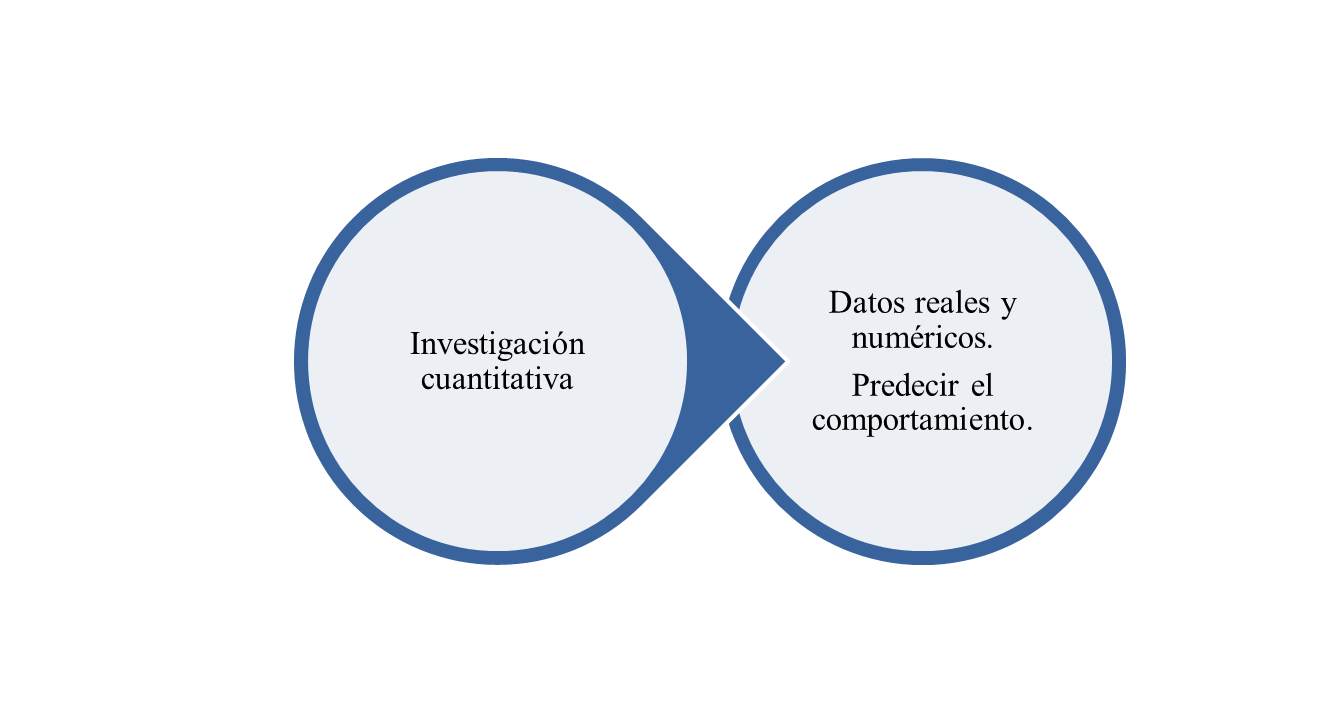 Investigación
cuantitativa
Datos reales y
numéricos.
Predecir el
comportamiento.